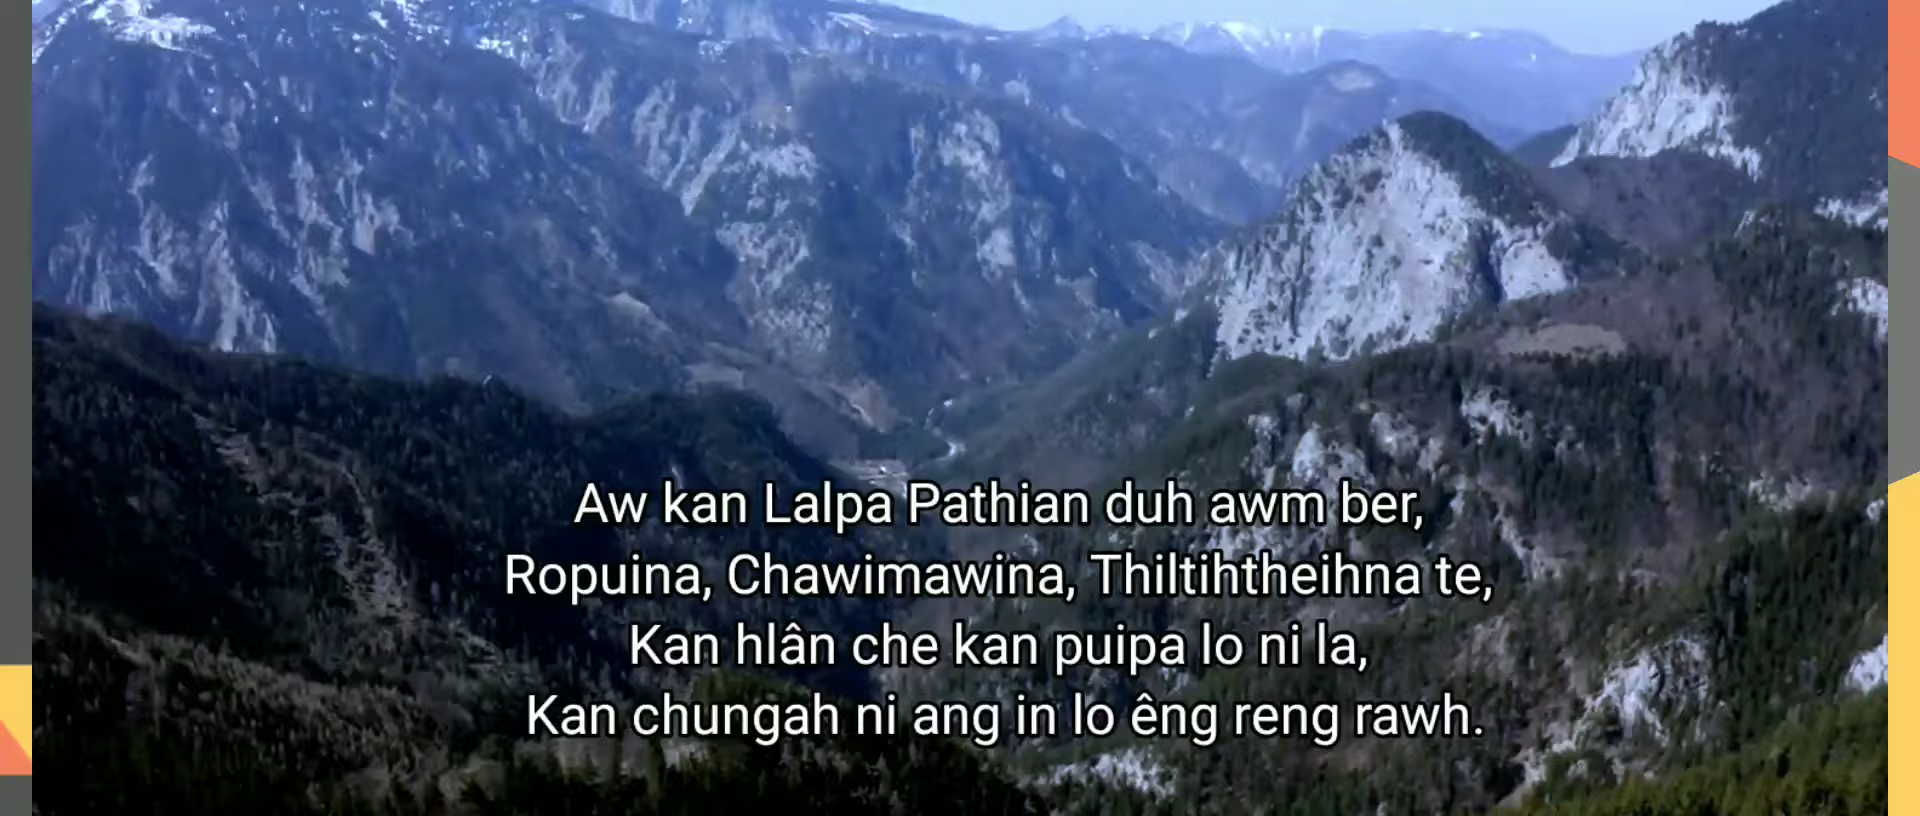 Aw kan Lalpa Pathian duh awm ber,
Ropuina, Chawimawina, Thiltihtheihna te,
Kan hlân che kan puipa lo ni la,
Kan chungah ni ang in lo êng reng rawh.